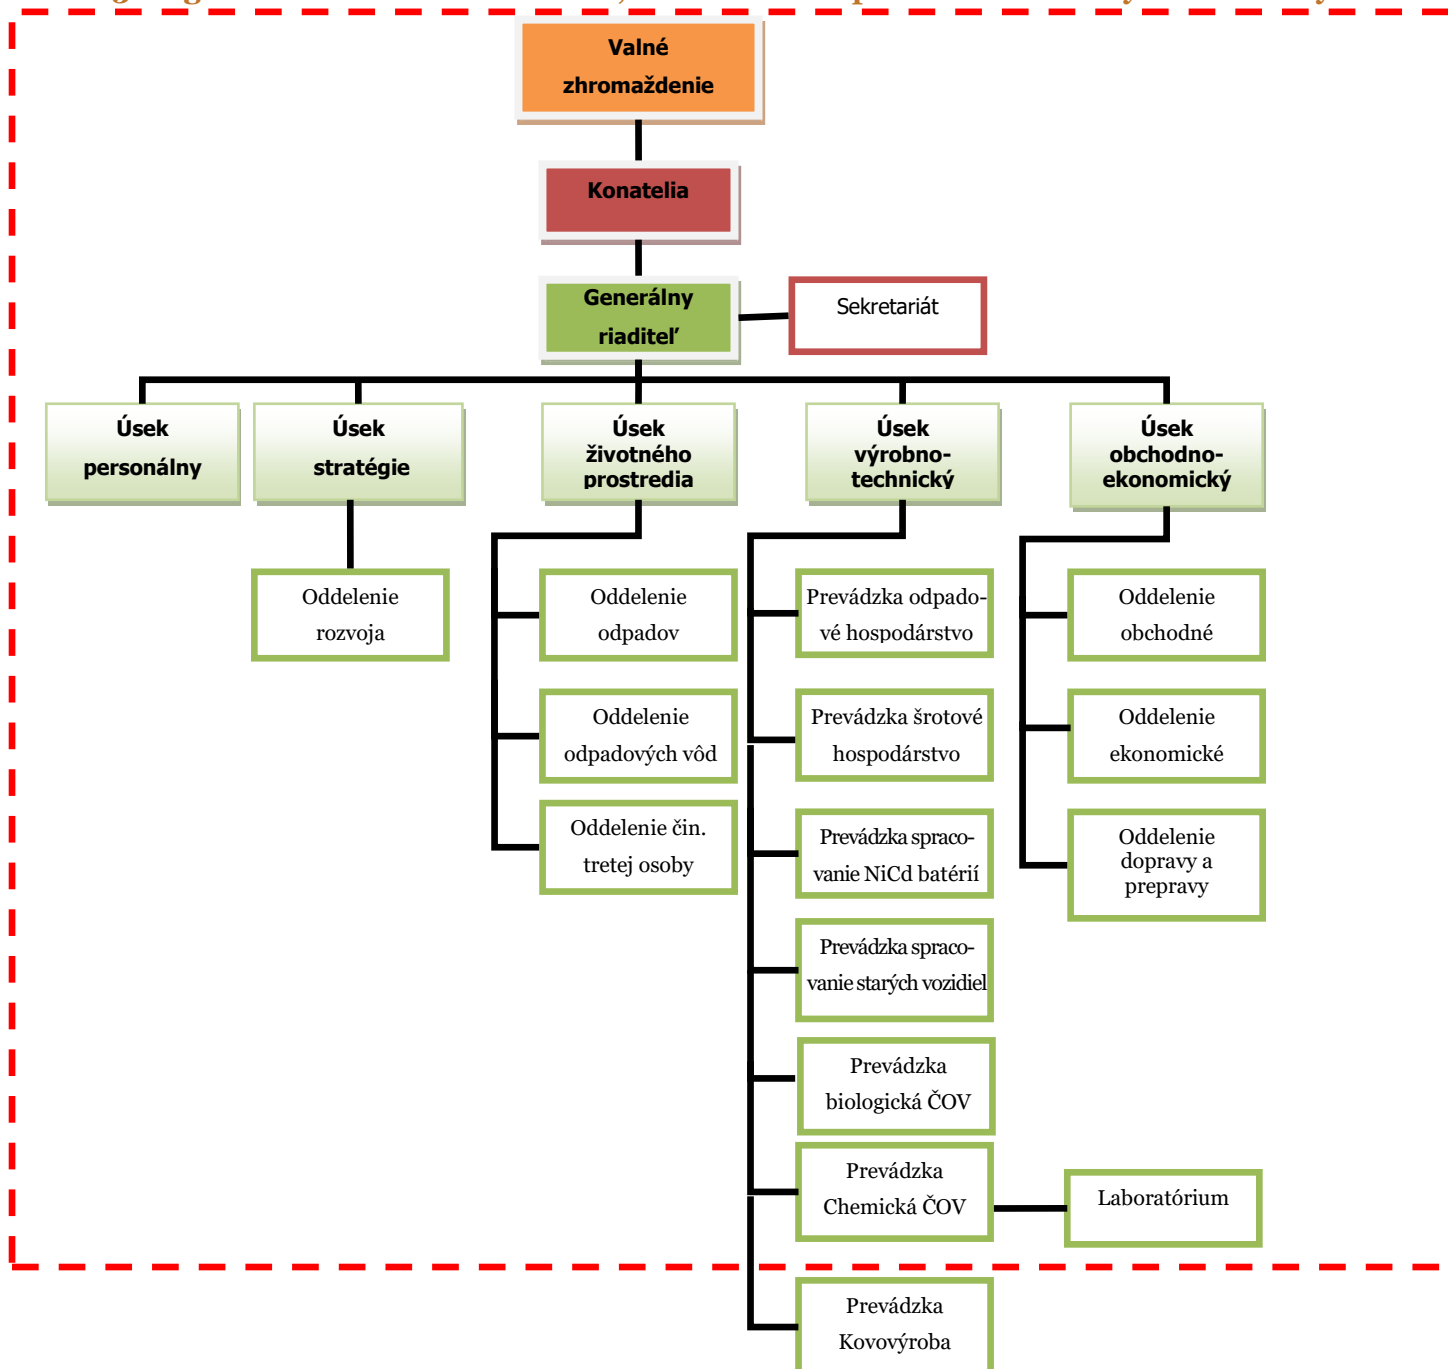 Valné
zhromaždenie
Konatelia
Generálny
riaditeľ
Sekretariát
Úsek
personálny
Úsek
stratégie
Úsek
životného
prostredia
Úsek
výrobno-
technický
Úsek
obchodno-
ekonomický
Oddelenie
rozvoja
Oddelenie
odpadov
Oddelenie
odpadových vôd
Oddelenie čin.
tretej osoby
Prevádzka odpado-
vé hospodárstvo
Prevádzka šrotové
hospodárstvo
Prevádzka spraco-
vanie NiCd batérií
Prevádzka spraco-
vanie starých vozidiel
Prevádzka
biologická ČOV
Prevádzka
Chemická ČOV
Laboratórium
Prevádzka
Kovovýroba
Oddelenie
obchodné
Oddelenie
ekonomické
Oddelenie
dopravy a
prepravy